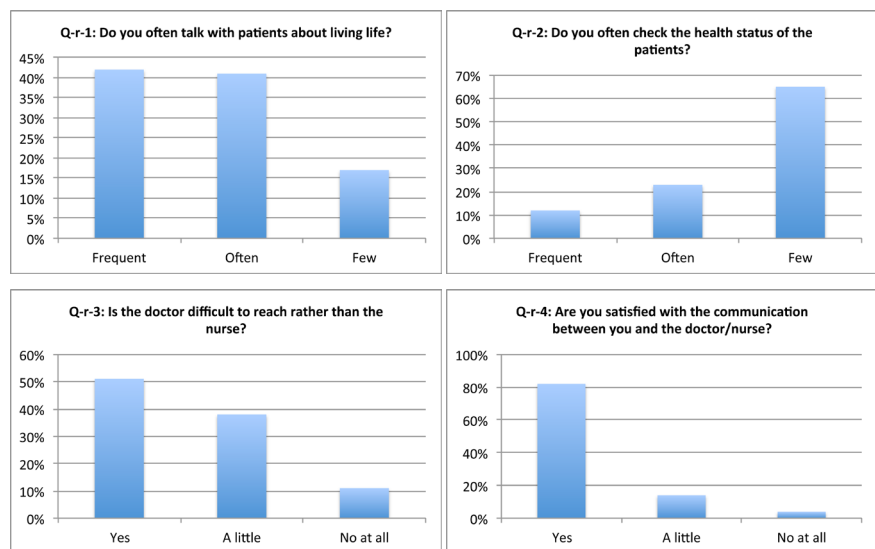 Q-r-1: Do you often talk with patients about living life?
45%
40%
35%
30%
25%
20%
15%
10%
5%
0%
Frequent Often Few
Q-r-2: Do you often check the health status of the
patients?
70%
60%
50%
40%
30%
20%
10%
0%
Frequent Often Few
Q-r-3: Is the doctor difficult to reach rather than the
nurse?
60%
50%
40%
30%
20%
10%
0%
Yes A little No at all
Q-r-4: Are you satisfied with the communication
between you and the doctor/nurse?
100%
80%
60%
40%
20%
0%
Yes A little No at all